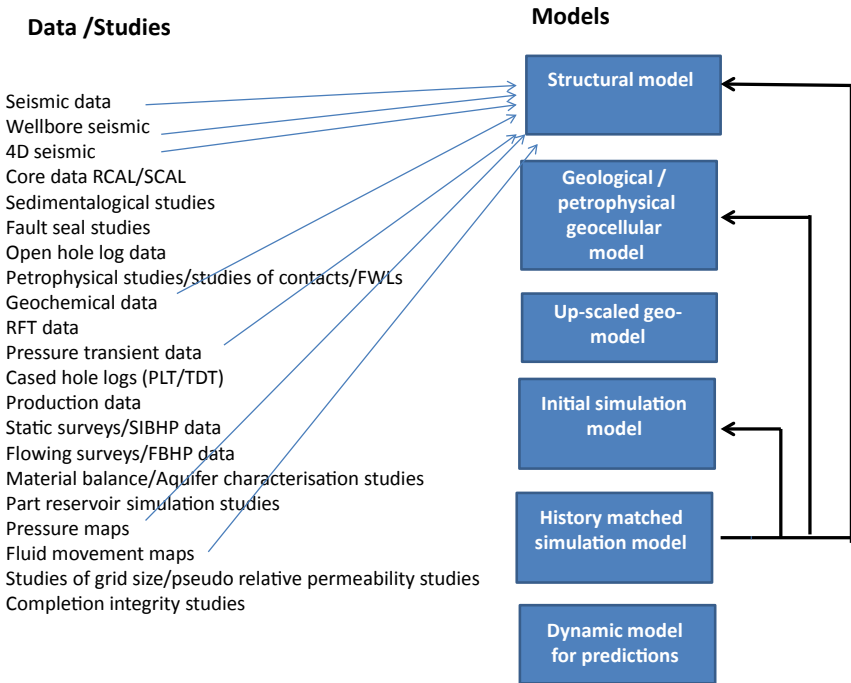 Data /Studies
Models
Seismic data
Wellbore seismic
4D seismic
Core data RCAL/SCAL
Sedimentalogical studies
Fault seal studies
Open hole log data
Petrophysical studies/studies of contacts/FWLs
Geochemical data
RFT data
Pressure transient data
Cased hole logs (PLT/TDT)
Production data
Static surveys/SIBHP data
Flowing surveys/FBHP data
Material balance/Aquifer characterisation studies
Part reservoir simulation studies
Pressure maps
Fluid movement maps
Studies of grid size/pseudo relative permeability studies
Completion integrity studies
Structural model
Geological /
petrophysical
geocellular
model
Up-scaled geo-
model
Initial simulation
model
History matched
simulation model
Dynamic model
for predictions